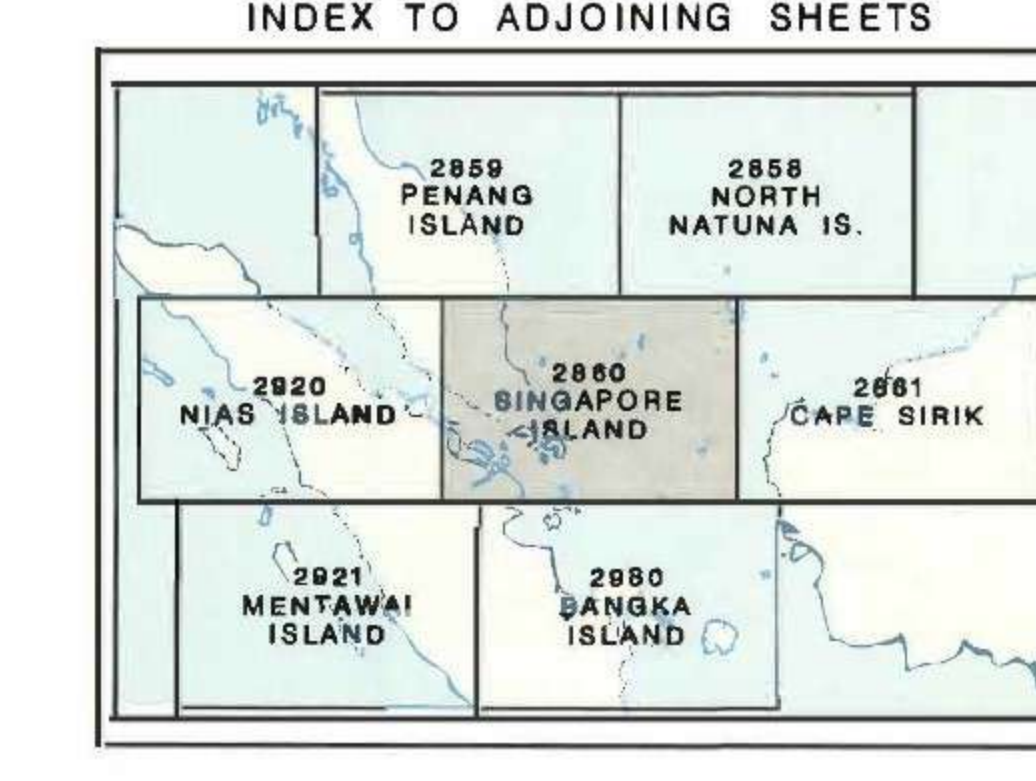 INDEX TO ADJOINING SHEETS
2859
PENANG
ISLAND
2858
NORTH
NATUNA IS.
2920
NIAS ISLAND
2860
SINGAPORE
ISLAND
2861
CAPE SIRIK
2921
MENTAWAI
ISLAND
2980
BANGKA
ISLAND